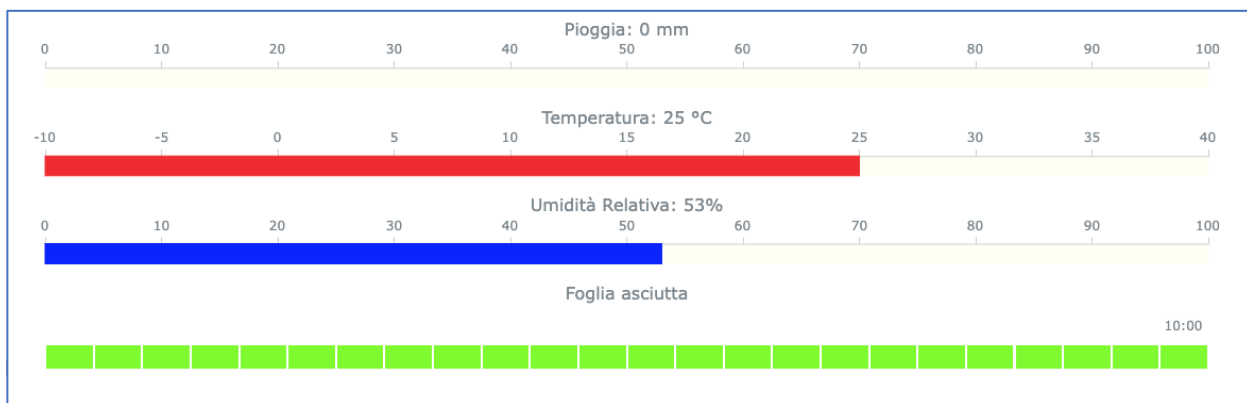 Pioggia: 0 mm
0 10 20 30 40 50 60 70 80 90 100
Temperatura: 25 °C
-10 -5 0 5 10 15 20 25 30 35 40
Umidità Relativa: 53%
0 10 20 30 40 50 60 70 80 90 100
Foglia asciutta
10:00